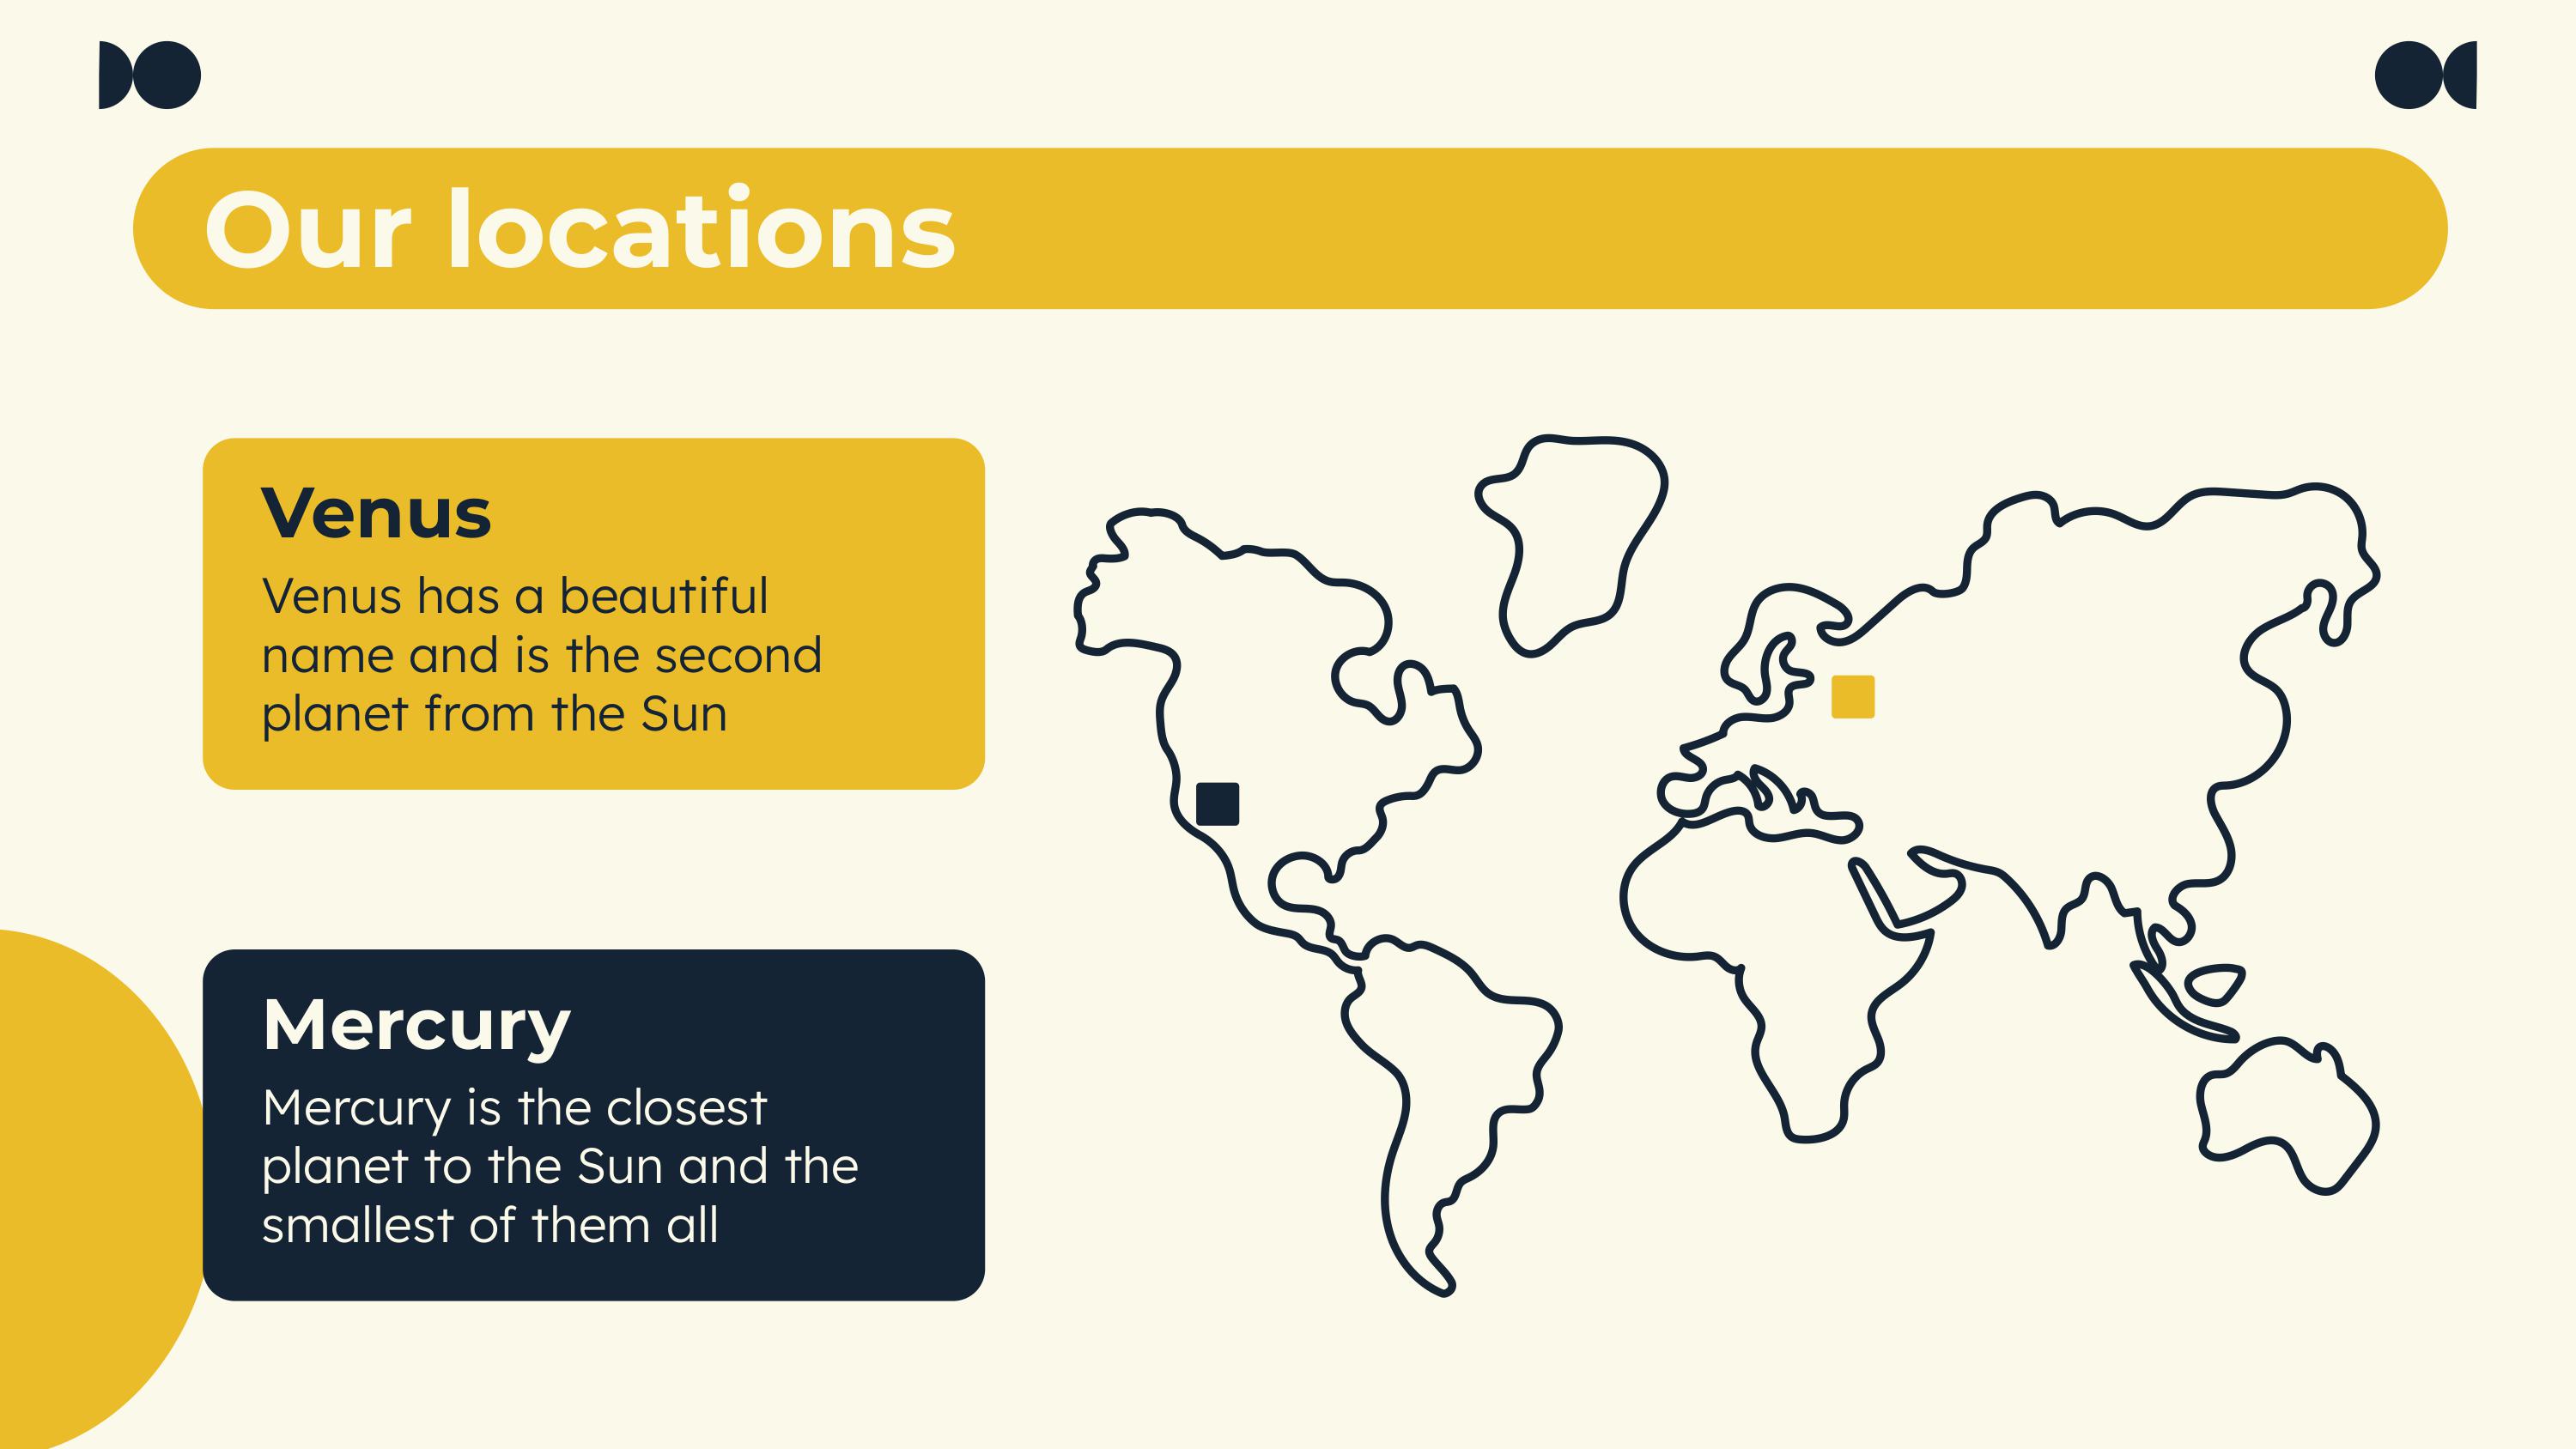 Our locations
Venus
Venus has a beautiful
name and is the second
planet from the Sun
Mercury
Mercury is the closest
planet to the Sun and the
smallest of them all